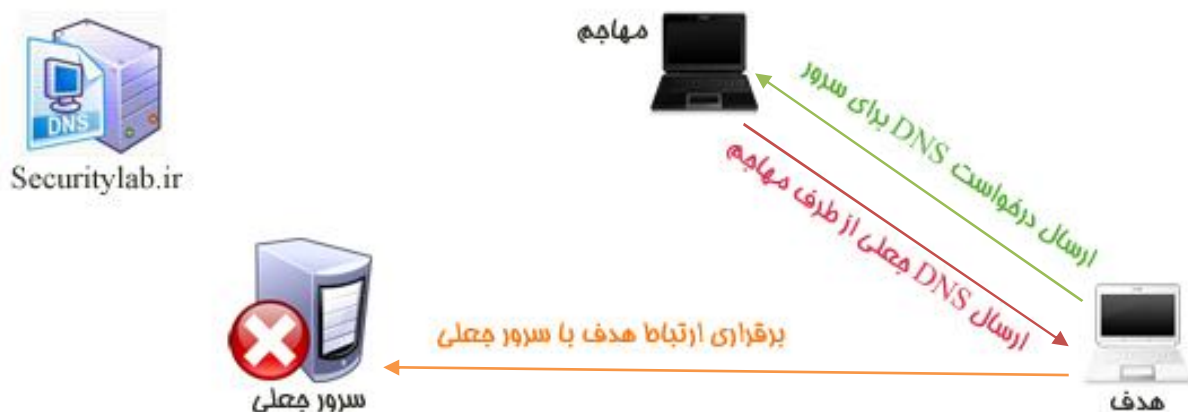 مهاجم
DNS
Securitylab.ir
ارسال درخواست DNS برای سرور
ارسال DNS جعلی از طرف مهاجم
برقراری ارتباط هدف با سرور جعلی
سرور جعلی
هدف